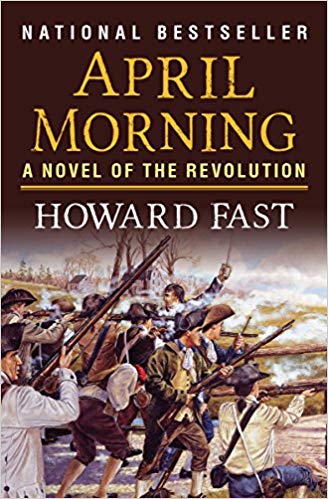 NATIONAL BESTSELLER
APRIL
MORNING
A NOVEL OF THE REVOLUTION
HOWARD FAST